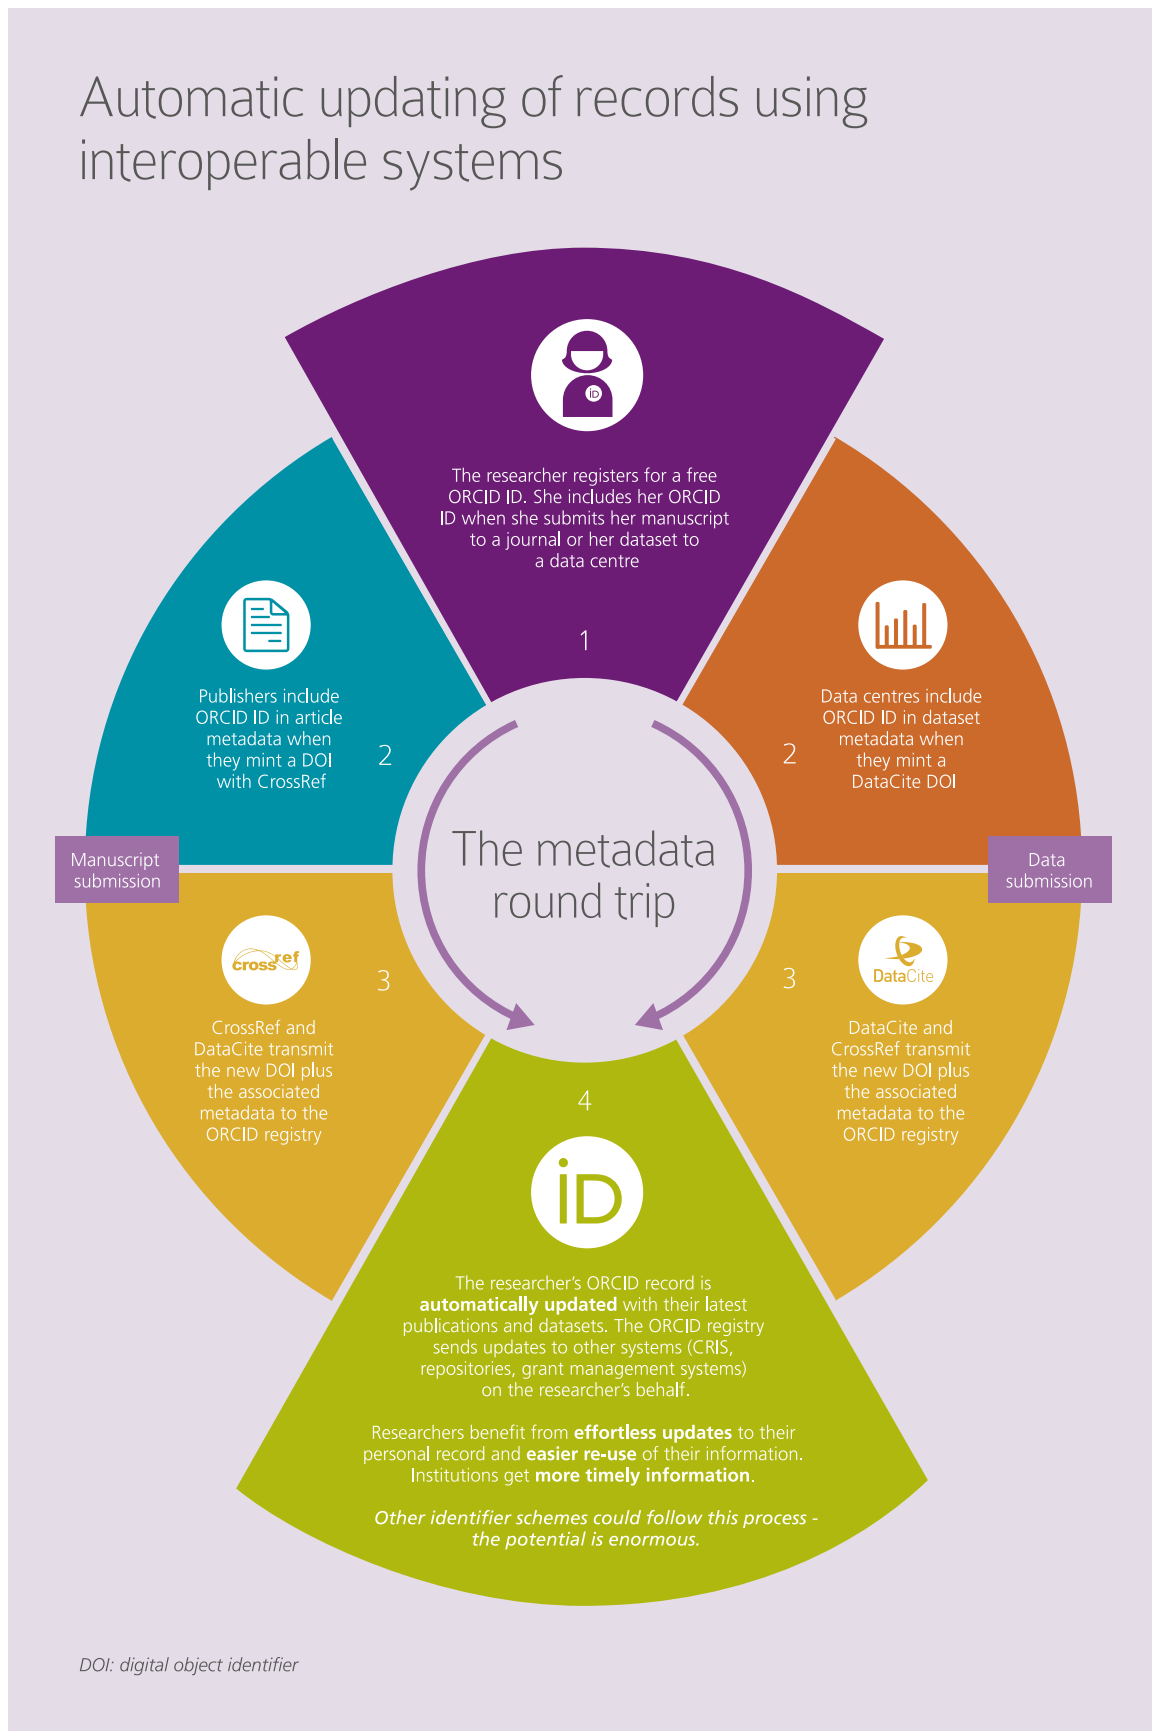 Automatic updating of records using
interoperable systems
iD
The researcher registers for a free
ORCID ID. She includes her ORCID
ID when she submits her manuscript
to a journal or her dataset to
a data centre
1
Publishers include
ORCID ID in article
metadata when
they mint a DOI
with CrossRef
2
Data centres include
ORCID ID in dataset
metadata when
they mint a
DataCite DOI
2
The metadata
round trip
Manuscript
submission
Data
submission
crossref
CrossRef and
DataCite transmit
the new DOI plus
the associated
metadata to the
ORCID registry
3
DataCite
DataCite and
CrossRef transmit
the new DOI plus
the associated
metadata to the
ORCID registry
3
4
iD
The researcher's ORCID record is
automatically updated with their latest
publications and datasets. The ORCID registry
sends updates to other systems (CRIS,
repositories, grant management systems)
on the researcher's behalf.
Researchers benefit from effortless updates to their
personal record and easier re-use of their information.
Institutions get more timely information.
Other identifier schemes could follow this process -
the potential is enormous.
DOI: digital object identifier